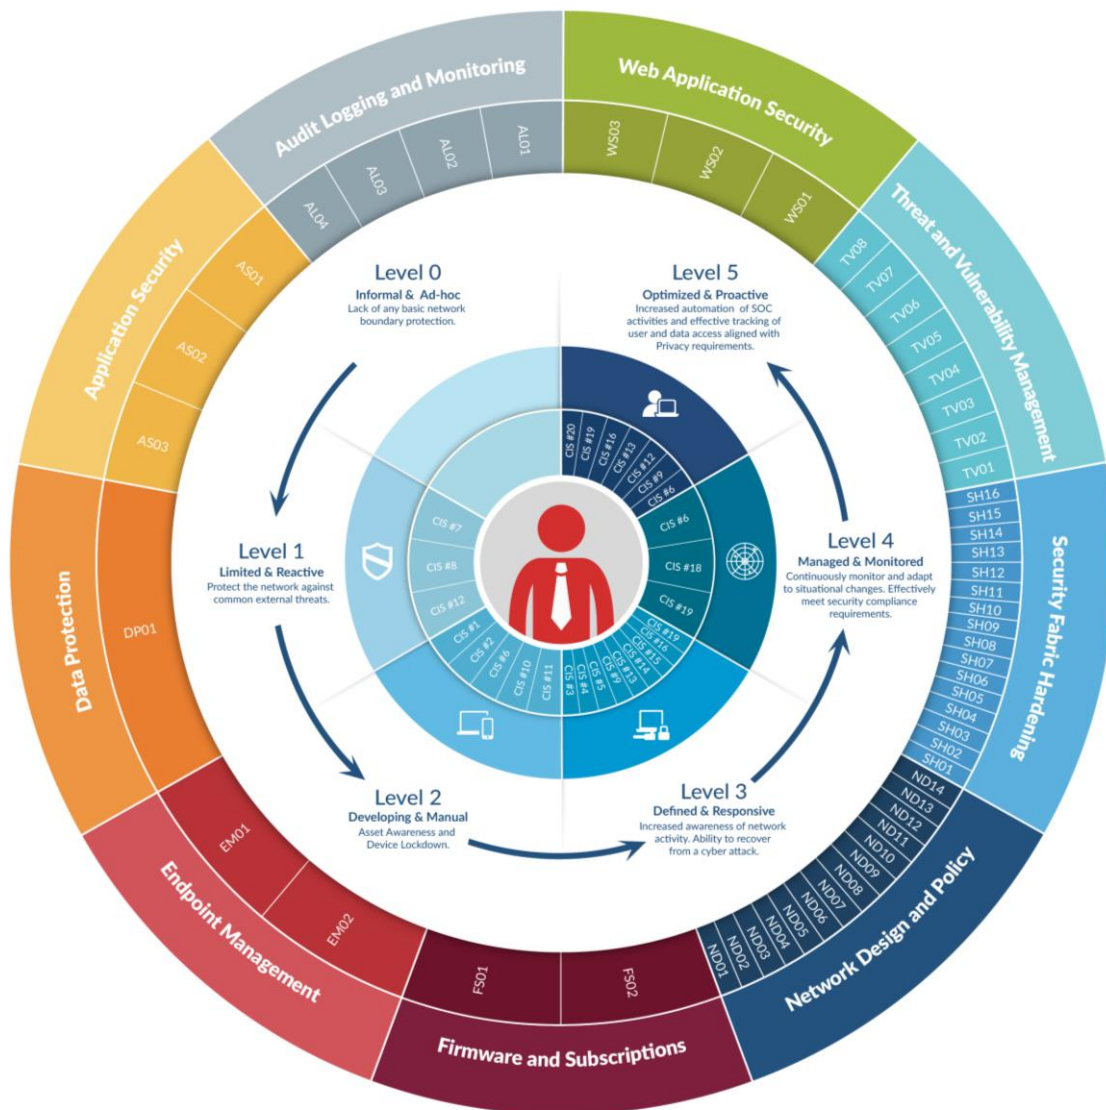 Audit Logging and Monitoring
AL04
AL03
AL02
AL01
Web Application Security
WS03
WS02
WS01
Threat and Vulnerability Management
TV08
TV07
TV06
TV05
TV04
TV03
TV02
TV01
Security Fabric Hardening
SH16
SH15
SH14
SH13
SH12
SH11
SH10
SH09
SH08
SH07
SH06
SH05
SH04
SH03
SH02
SH01
Network Design and Policy
ND14
ND13
ND12
ND11
ND10
ND09
ND08
ND07
ND06
ND05
ND04
ND03
ND02
ND01
Firmware and Subscriptions
FS02
FS01
Endpoint Management
EM02
EM01
Data Protection
DP01
Application Security
AS03
AS02
AS01
Level 0
Informal & Ad-hoc
Lack of any basic network
boundary protection.
Level 1
Limited & Reactive
Protect the network against
common external threats.
Level 2
Developing & Manual
Asset Awareness and
Device Lockdown.
Level 3
Defined & Responsive
Increased awareness of network
activity. Ability to recover
from a cyber attack.
Level 4
Managed & Monitored
Continuously monitor and adapt
to situational changes. Effectively
meet security compliance
requirements.
Level 5
Optimized & Proactive
Increased automation of SOC
activities and effective tracking of
user and data access aligned with
Privacy requirements.
CIS #7
CIS #8
CIS #12
CIS #1
CIS #2
CIS #6
CIS #10
CIS #11
CIS #3
CIS #4
CIS #5
CIS #9
CIS #13
CIS #14
CIS #15
CIS #16
CIS #19
CIS #19
CIS #18
CIS #6
CIS #6
CIS #9
CIS #12
CIS #13
CIS #16
CIS #19
CIS #20